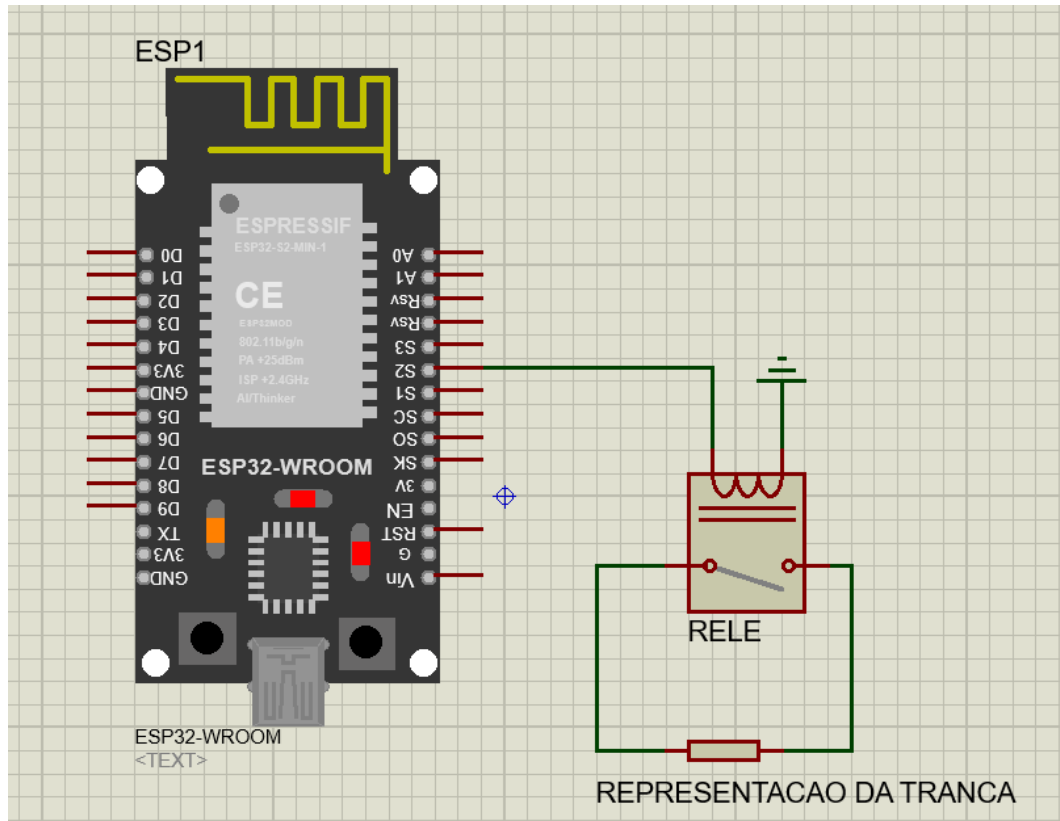 ESP1
ESPRESSIF
ESP32-S2-MIN-1
CE
ESP32MOD
802.11b/g/n
PA +25dBm
ISP +2.4GHz
AI/Thinker
D0
D1
D2
D3
D4
3V3
GND
D5
D6
D7
D8
D9
TX
3V3
GND
A0
A1
Rsv
Rsv
S3
S2
S1
SC
SO
SK
3V
EN
RST
G
Vin
ESP32-WROOM
RELE
ESP32-WROOM
<TEXT>
REPRESENTACAO DA TRANCA